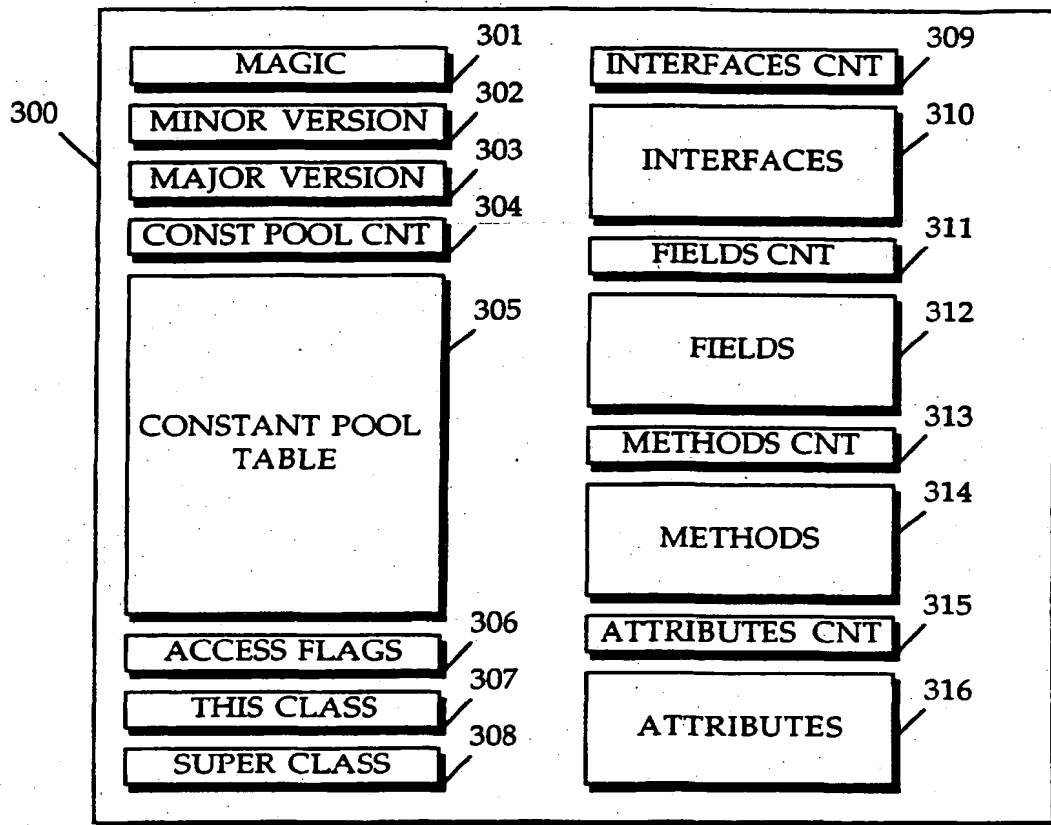 300
MAGIC
301
MINOR VERSION
302
MAJOR VERSION
303
CONST POOL CNT
304
CONSTANT POOL
TABLE
305
ACCESS FLAGS
306
THIS CLASS
307
SUPER CLASS
308
INTERFACES CNT
309
INTERFACES
310
FIELDS CNT
311
FIELDS
312
METHODS CNT
313
METHODS
314
ATTRIBUTES CNT
315
ATTRIBUTES
316